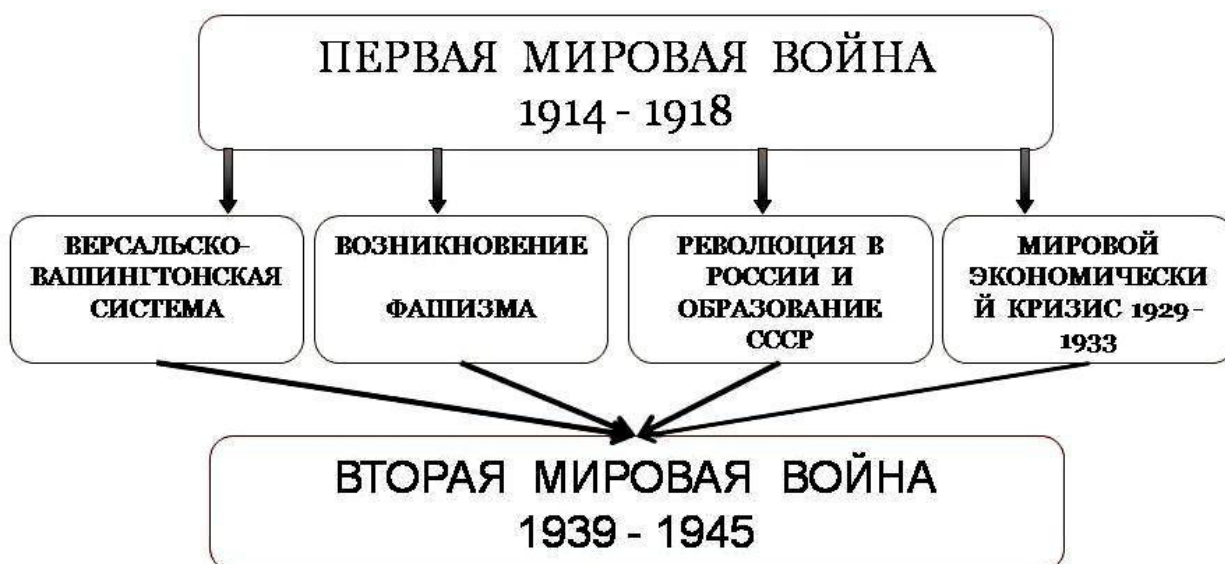 ПЕРВАЯ МИРОВАЯ ВОЙНА
1914 - 1918
ВЕРСАЛЬСКО-
ВАШИНГТОНСКАЯ
СИСТЕМА
ВОЗНИКНОВЕНИЕ
ФАШИЗМА
РЕВОЛЮЦИЯ В
РОССИИ И
ОБРАЗОВАНИЕ
СССР
МИРОВОЙ
ЭКОНОМИЧЕСКИ
Й КРИЗИС 1929-
1933
ВТОРАЯ МИРОВАЯ ВОЙНА
1939 - 1945